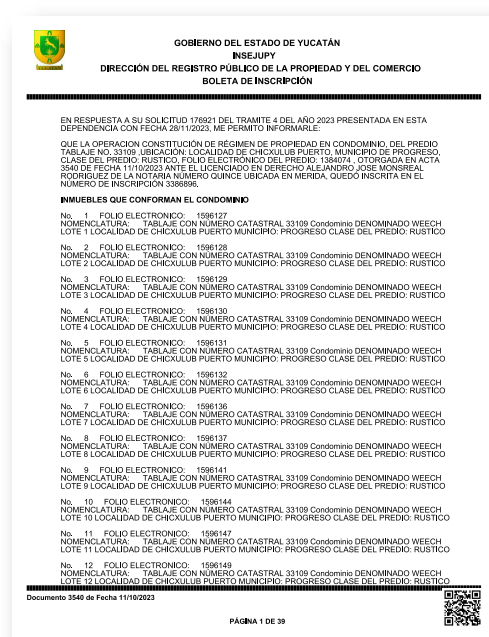 GOBIERNO DEL ESTADO DE YUCATÁN
INSEJUPY
DIRECCIÓN DEL REGISTRO PÚBLICO DE LA PROPIEDAD Y DEL COMERCIO
BOLETA DE INSCRIPCIÓN
EN RESPUESTA A SU SOLICITUD 176921 DEL TRAMITE 4 DEL AÑO 2023 PRESENTADA EN ESTA
DEPENDENCIA CON FECHA 28/11/2023, ME PERMITO INFORMARLE:
QUE LA OPERACION CONSTITUCIÓN DE RÉGIMEN DE PROPIEDAD EN CONDOMINIO, DEL PREDIO
TABLAJE NO. 33109 ,UBICACIÓN: LOCALIDAD DE CHICXULUB PUERTO, MUNICIPIO DE PROGRESO,
CLASE DEL PREDIO: RUSTICO, FOLIO ELECTRÓNICO DEL PREDIO: 1384074 , OTORGADA EN ACTA
3540 DE FECHA 11/10/2023 ANTE EL LICENCIADO EN DERECHO ALEJANDRO JOSE MONSREAL
RODRIGUEZ DE LA NOTARIA NÚMERO QUINCE UBICADA EN MERIDA, QUEDÓ INSCRITA EN EL
NÚMERO DE INSCRIPCIÓN 3386896.
INMUEBLES QUE CONFORMAN EL CONDOMINIO
No. 1 FOLIO ELECTRONICO: 1596127
NOMENCLATURA: TABLAJE CON NÚMERO CATASTRAL 33109 Condominio DENOMINADO WEECH
LOTE 1 LOCALIDAD DE CHICXULUB PUERTO MUNICIPIO: PROGRESO CLASE DEL PREDIO: RUSTICO
No. 2 FOLIO ELECTRONICO: 1596128
NOMENCLATURA: TABLAJE CON NÚMERO CATASTRAL 33109 Condominio DENOMINADO WEECH
LOTE 2 LOCALIDAD DE CHICXULUB PUERTO MUNICIPIO: PROGRESO CLASE DEL PREDIO: RUSTICO
No. 3 FOLIO ELECTRONICO: 1596129
NOMENCLATURA: TABLAJE CON NÚMERO CATASTRAL 33109 Condominio DENOMINADO WEECH
LOTE 3 LOCALIDAD DE CHICXULUB PUERTO MUNICIPIO: PROGRESO CLASE DEL PREDIO: RUSTICO
No. 4 FOLIO ELECTRONICO: 1596130
NOMENCLATURA: TABLAJE CON NÚMERO CATASTRAL 33109 Condominio DENOMINADO WEECH
LOTE 4 LOCALIDAD DE CHICXULUB PUERTO MUNICIPIO: PROGRESO CLASE DEL PREDIO: RUSTICO
No. 5 FOLIO ELECTRONICO: 1596131
NOMENCLATURA: TABLAJE CON NÚMERO CATASTRAL 33109 Condominio DENOMINADO WEECH
LOTE 5 LOCALIDAD DE CHICXULUB PUERTO MUNICIPIO: PROGRESO CLASE DEL PREDIO: RUSTICO
No. 6 FOLIO ELECTRONICO: 1596132
NOMENCLATURA: TABLAJE CON NÚMERO CATASTRAL 33109 Condominio DENOMINADO WEECH
LOTE 6 LOCALIDAD DE CHICXULUB PUERTO MUNICIPIO: PROGRESO CLASE DEL PREDIO: RUSTICO
No. 7 FOLIO ELECTRONICO: 1596136
NOMENCLATURA: TABLAJE CON NÚMERO CATASTRAL 33109 Condominio DENOMINADO WEECH
LOTE 7 LOCALIDAD DE CHICXULUB PUERTO MUNICIPIO: PROGRESO CLASE DEL PREDIO: RUSTICO
No. 8 FOLIO ELECTRONICO: 1596137
NOMENCLATURA: TABLAJE CON NÚMERO CATASTRAL 33109 Condominio DENOMINADO WEECH
LOTE 8 LOCALIDAD DE CHICXULUB PUERTO MUNICIPIO: PROGRESO CLASE DEL PREDIO: RUSTICO
No. 9 FOLIO ELECTRONICO: 1596141
NOMENCLATURA: TABLAJE CON NÚMERO CATASTRAL 33109 Condominio DENOMINADO WEECH
LOTE 9 LOCALIDAD DE CHICXULUB PUERTO MUNICIPIO: PROGRESO CLASE DEL PREDIO: RUSTICO
No. 10 FOLIO ELECTRONICO: 1596144
NOMENCLATURA: TABLAJE CON NÚMERO CATASTRAL 33109 Condominio DENOMINADO WEECH
LOTE 10 LOCALIDAD DE CHICXULUB PUERTO MUNICIPIO: PROGRESO CLASE DEL PREDIO: RUSTICO
No. 11 FOLIO ELECTRONICO: 1596147
NOMENCLATURA: TABLAJE CON NÚMERO CATASTRAL 33109 Condominio DENOMINADO WEECH
LOTE 11 LOCALIDAD DE CHICXULUB PUERTO MUNICIPIO: PROGRESO CLASE DEL PREDIO: RUSTICO
No. 12 FOLIO ELECTRONICO: 1596149
NOMENCLATURA: TABLAJE CON NÚMERO CATASTRAL 33109 Condominio DENOMINADO WEECH
LOTE 12 LOCALIDAD DE CHICXULUB PUERTO MUNICIPIO: PROGRESO CLASE DEL PREDIO: RUSTICO
Documento 3540 de Fecha 11/10/2023
PÁGINA 1 DE 39